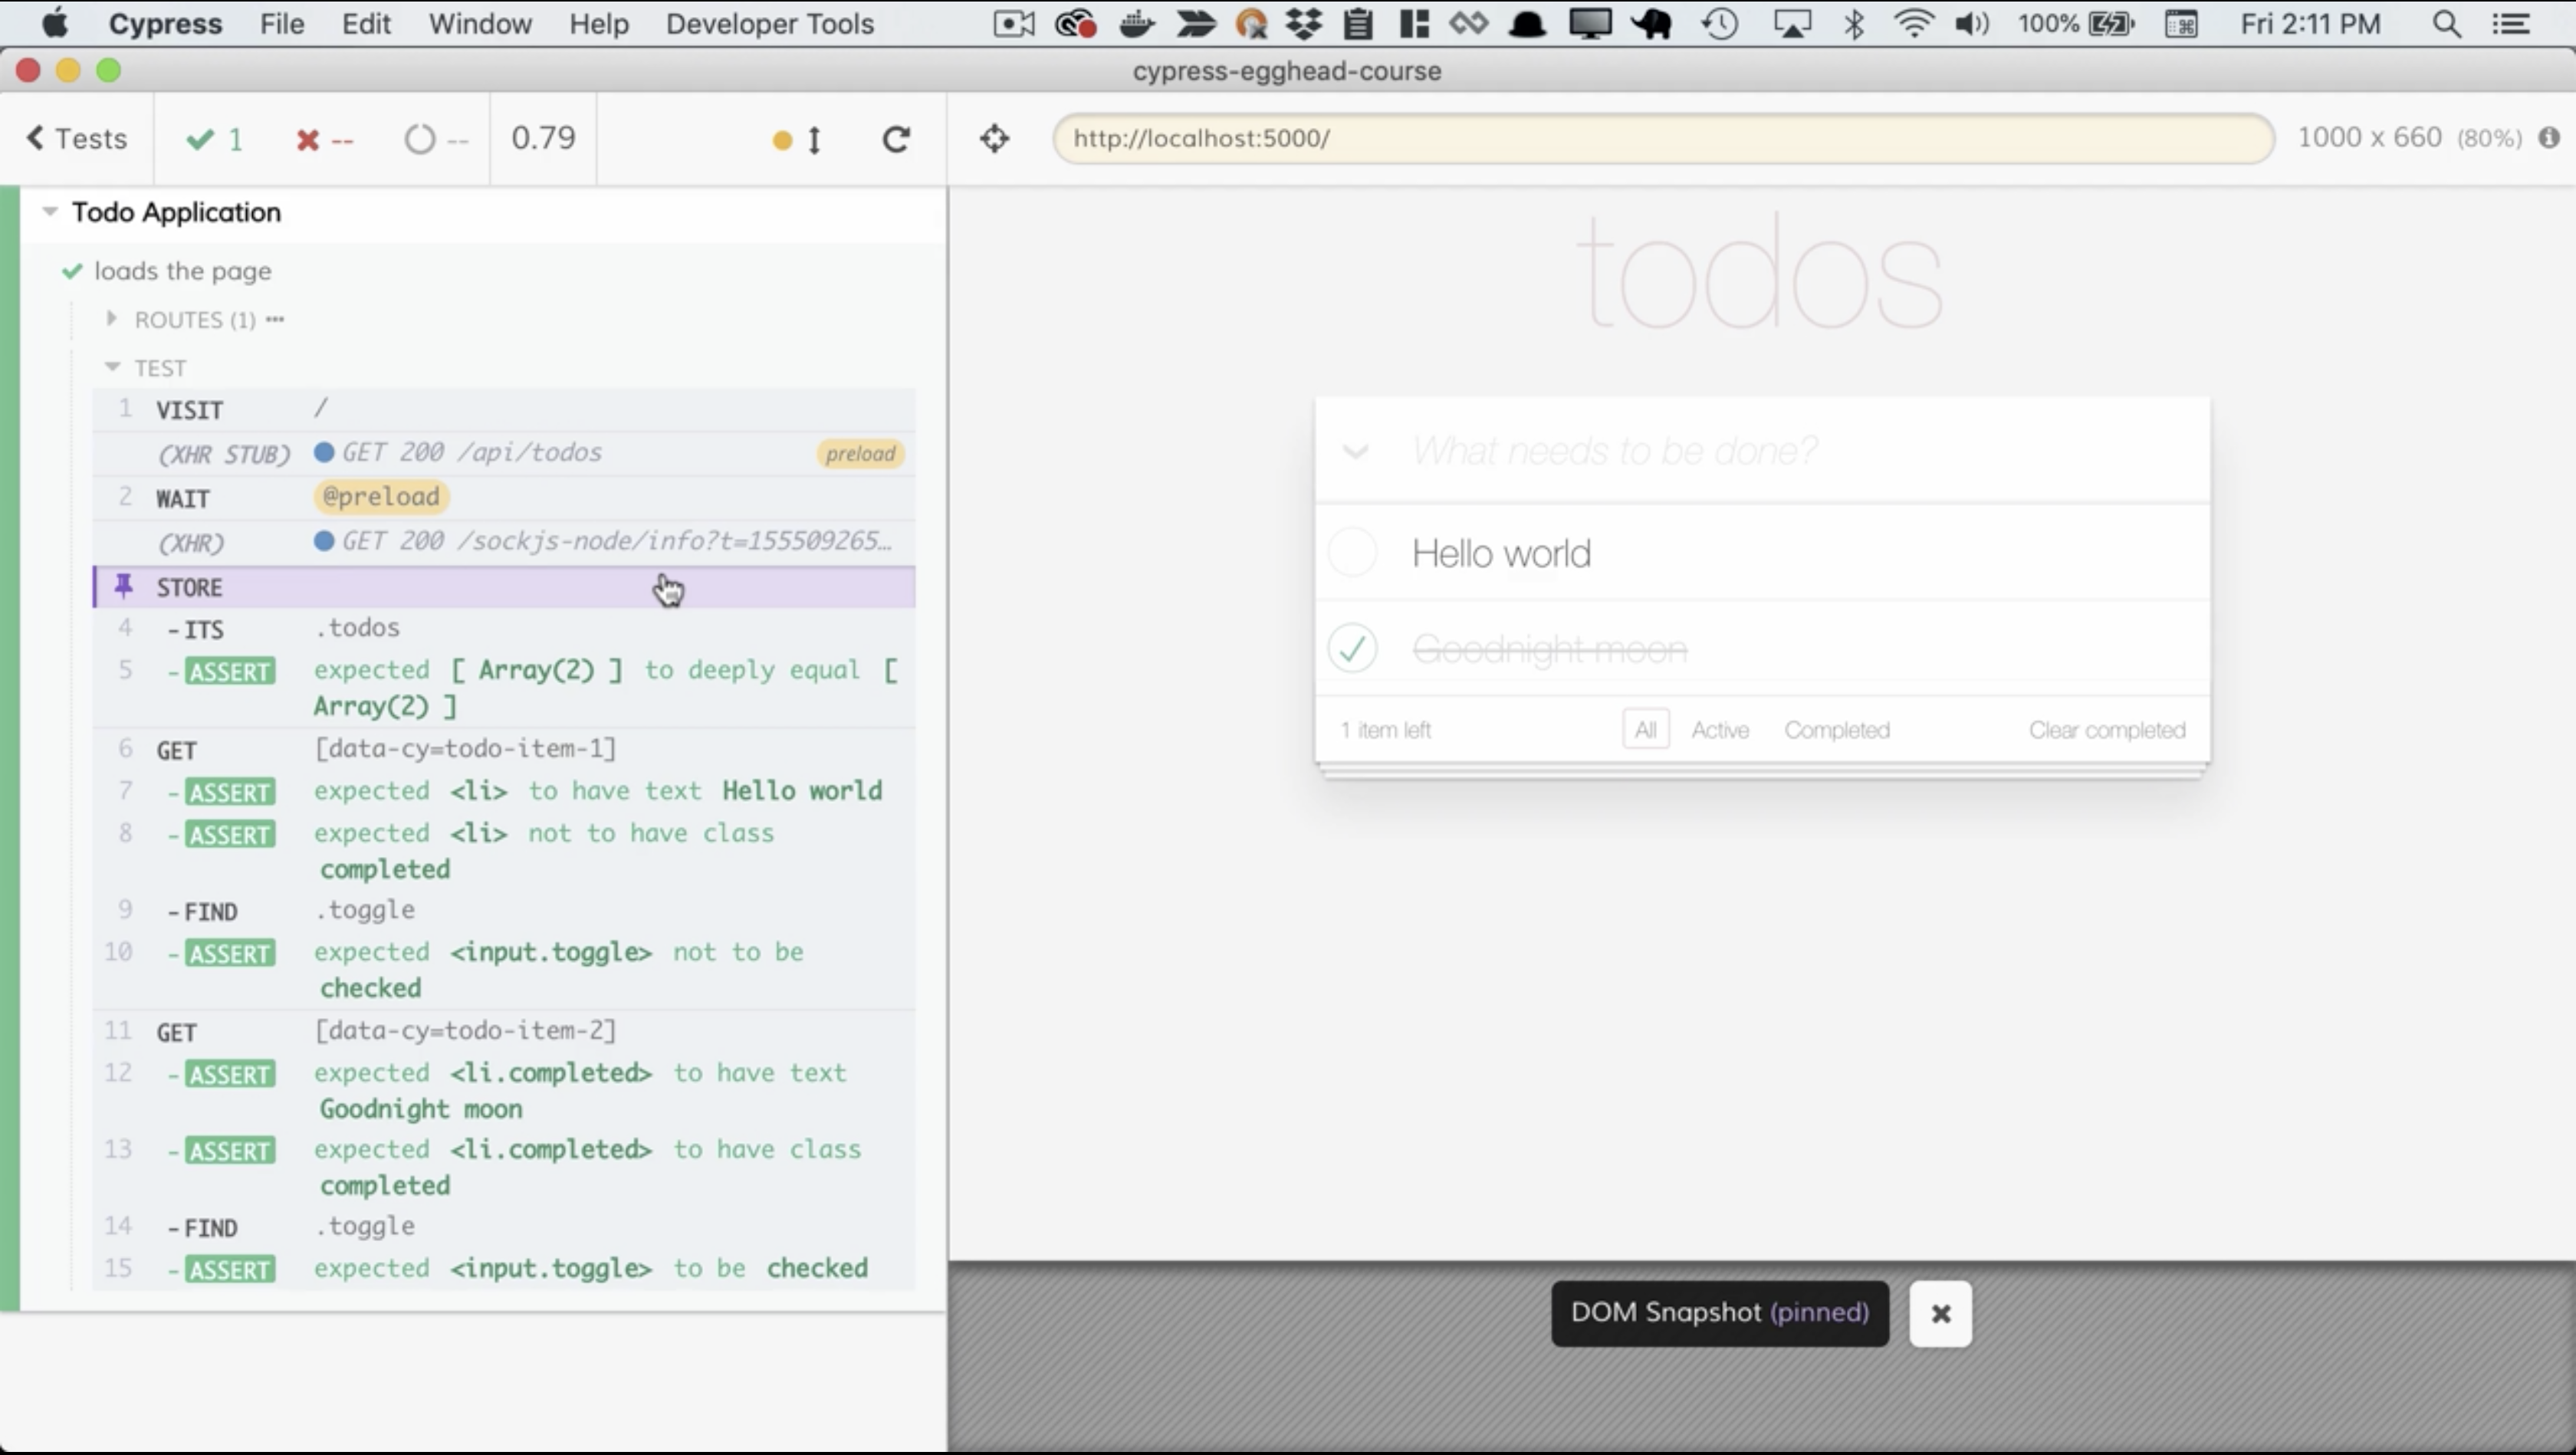 Cypress File Edit Window Help Developer Tools 100% Fri 2:11 PM
cypress-egghead-course
Tests 1 -- -- 0.79 http://localhost:5000/ 1000 x 660 (80%)
Todo Application
loads the page
ROUTES (1)
TEST
1 VISIT /
(XHR STUB) GET 200 /api/todos preload
2 WAIT @preload
(XHR) GET 200 /sockjs-node/info?t=155509265…
STORE
4 -ITS .todos
5 -ASSERT expected [ Array(2) ] to deeply equal [
Array(2) ]
6 GET [data-cy=todo-item-1]
7 -ASSERT expected <li> to have text Hello world
8 -ASSERT expected <li> not to have class
completed
9 -FIND .toggle
10 -ASSERT expected <input.toggle> not to be
checked
11 GET [data-cy=todo-item-2]
12 -ASSERT expected <li.completed> to have text
Goodnight moon
13 -ASSERT expected <li.completed> to have class
completed
14 -FIND .toggle
15 -ASSERT expected <input.toggle> to be checked
todos
What needs to be done?
Hello world
Goodnight moon
1 item left All Active Completed Clear completed
DOM Snapshot (pinned)